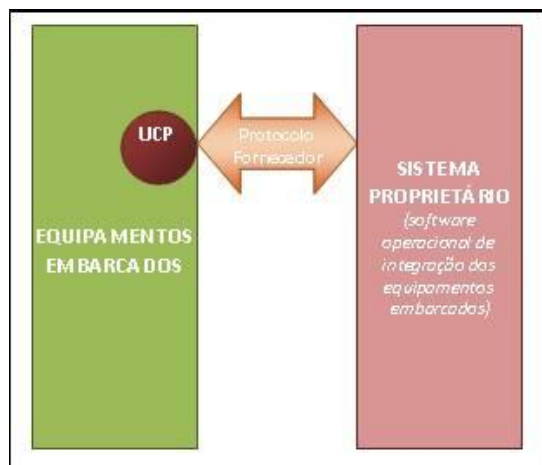 UCP
Protocolo
Fornecedor
EQUIPAMENTOS
EMBARCADOS
SISTEMA
PROPRIETÁRIO
(software
operacional de
integração dos
equipamentos
embarcados)